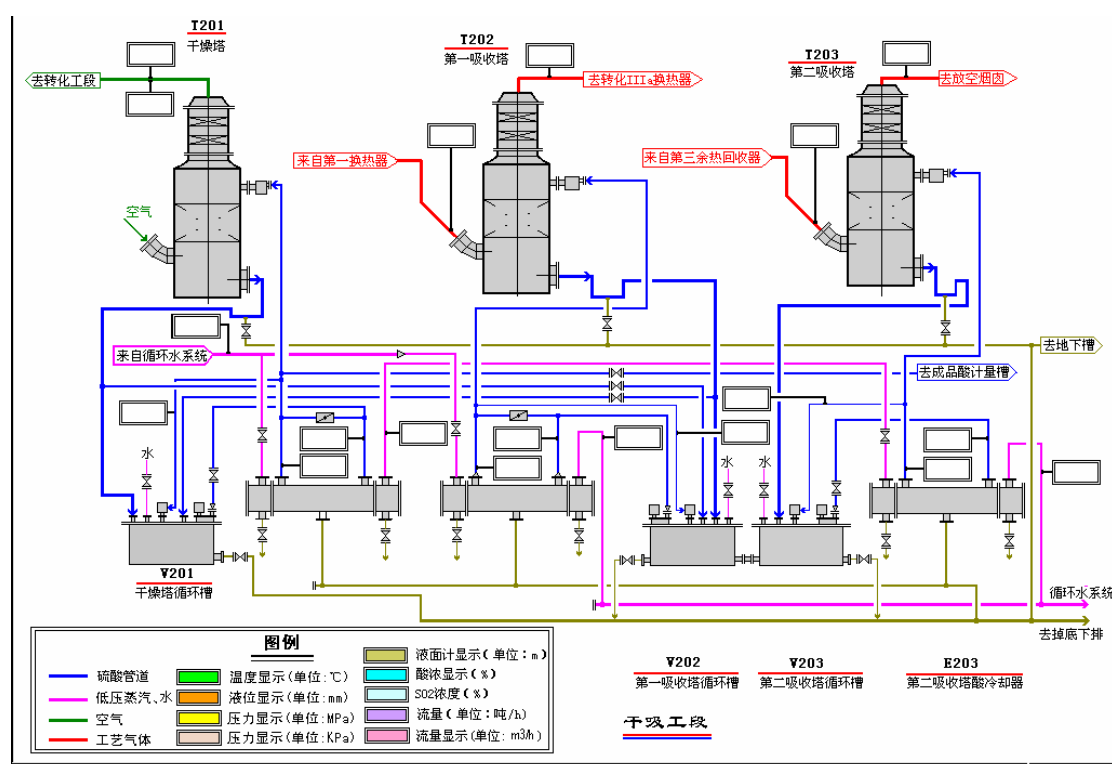 T201
干燥塔
T202
第一吸收塔
T203
第二吸收塔
去转化工段
去转化IIIa换热器
去放空烟囱
来自第一换热器
来自第三余热回收器
空气
来自循环水系统
去地下槽
去成品酸计量槽
水
水
水
V201
干燥塔循环槽
循环水系统
去掉底下排
V202
第一吸收塔循环槽
V203
第二吸收塔循环槽
E203
第二吸收塔酸冷却器
干吸工段
图例
硫酸管道
低压蒸汽、水
空气
工艺气体
温度显示(单位:℃)
液位显示(单位:mm)
压力显示(单位:MPa)
压力显示(单位:KPa)
液面计显示(单位:m)
酸浓显示(%)
SO2浓度(%)
流量(单位:吨/h)
流量显示(单位: m3/h)